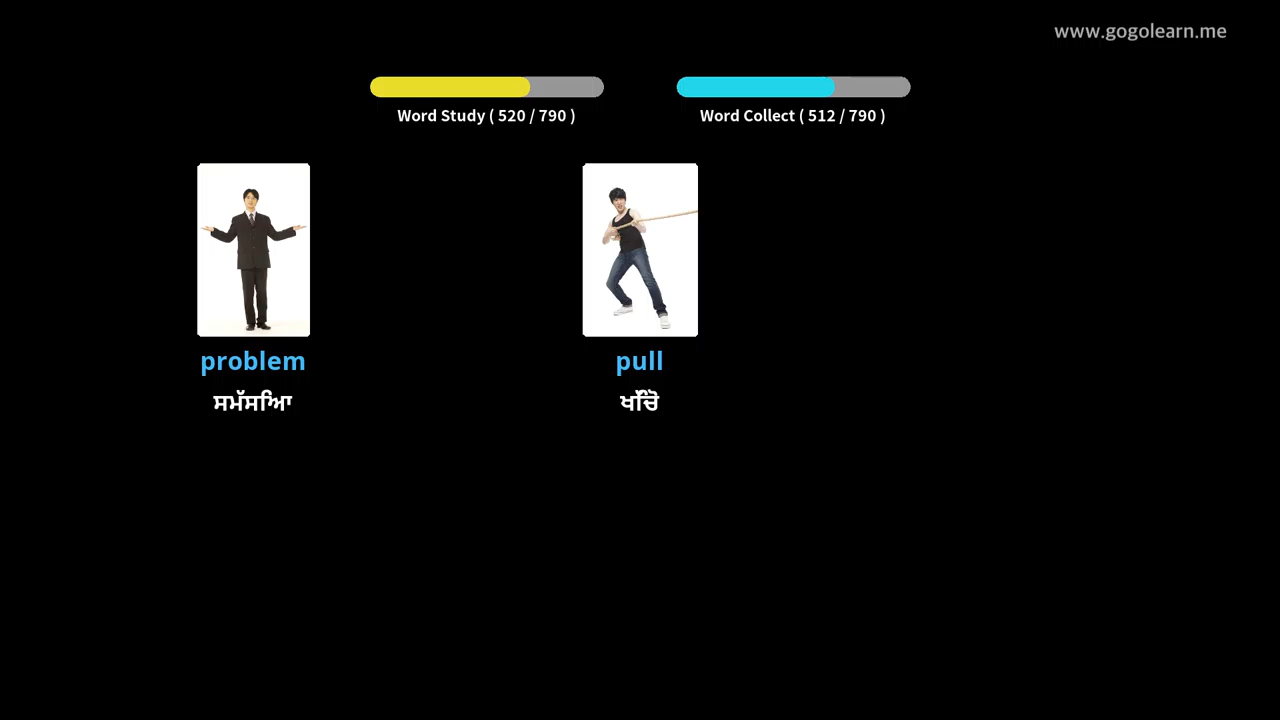 www.gogolearn.me
Word Study ( 520 / 790 )
Word Collect ( 512 / 790 )
problem
pull
ਸਮੱਸਿਆ
ਖਿੱਚੋ